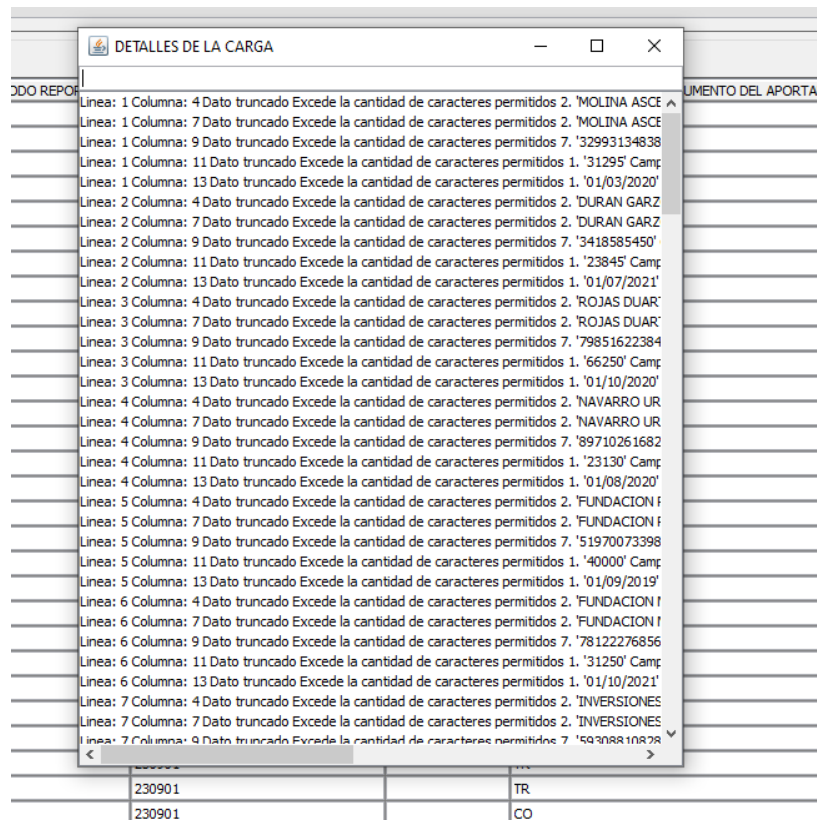 DETALLES DE LA CARGA
ODO REPOR
UMENTO DEL APORTA
Linea: 1 Columna: 4 Dato truncado Excede la cantidad de caracteres permitidos 2. 'MOLINA ASCE
Linea: 1 Columna: 7 Dato truncado Excede la cantidad de caracteres permitidos 2. 'MOLINA ASCE
Linea: 1 Columna: 9 Dato truncado Excede la cantidad de caracteres permitidos 7. '32993134838
Linea: 1 Columna: 11 Dato truncado Excede la cantidad de caracteres permitidos 1. '31295' Camp
Linea: 1 Columna: 13 Dato truncado Excede la cantidad de caracteres permitidos 1. '01/03/2020'
Linea: 2 Columna: 4 Dato truncado Excede la cantidad de caracteres permitidos 2. 'DURAN GARZ
Linea: 2 Columna: 7 Dato truncado Excede la cantidad de caracteres permitidos 2. 'DURAN GARZ
Linea: 2 Columna: 9 Dato truncado Excede la cantidad de caracteres permitidos 7. '3418585450'
Linea: 2 Columna: 11 Dato truncado Excede la cantidad de caracteres permitidos 1. '23845' Camp
Linea: 2 Columna: 13 Dato truncado Excede la cantidad de caracteres permitidos 1. '01/07/2021'
Linea: 3 Columna: 4 Dato truncado Excede la cantidad de caracteres permitidos 2. 'ROJAS DUART
Linea: 3 Columna: 7 Dato truncado Excede la cantidad de caracteres permitidos 2. 'ROJAS DUART
Linea: 3 Columna: 9 Dato truncado Excede la cantidad de caracteres permitidos 7. '79851622384
Linea: 3 Columna: 11 Dato truncado Excede la cantidad de caracteres permitidos 1. '66250' Camp
Linea: 3 Columna: 13 Dato truncado Excede la cantidad de caracteres permitidos 1. '01/10/2020'
Linea: 4 Columna: 4 Dato truncado Excede la cantidad de caracteres permitidos 2. 'NAVARRO UR
Linea: 4 Columna: 7 Dato truncado Excede la cantidad de caracteres permitidos 2. 'NAVARRO UR
Linea: 4 Columna: 9 Dato truncado Excede la cantidad de caracteres permitidos 7. '89710261682
Linea: 4 Columna: 11 Dato truncado Excede la cantidad de caracteres permitidos 1. '23130' Camp
Linea: 4 Columna: 13 Dato truncado Excede la cantidad de caracteres permitidos 1. '01/08/2020'
Linea: 5 Columna: 4 Dato truncado Excede la cantidad de caracteres permitidos 2. 'FUNDACION
Linea: 5 Columna: 7 Dato truncado Excede la cantidad de caracteres permitidos 2. 'FUNDACION
Linea: 5 Columna: 9 Dato truncado Excede la cantidad de caracteres permitidos 7. '51970073398
Linea: 5 Columna: 11 Dato truncado Excede la cantidad de caracteres permitidos 1. '40000' Camp
Linea: 5 Columna: 13 Dato truncado Excede la cantidad de caracteres permitidos 1. '01/09/2019'
Linea: 6 Columna: 4 Dato truncado Excede la cantidad de caracteres permitidos 2. 'FUNDACION
Linea: 6 Columna: 7 Dato truncado Excede la cantidad de caracteres permitidos 2. 'FUNDACION
Linea: 6 Columna: 9 Dato truncado Excede la cantidad de caracteres permitidos 7. '78122276856
Linea: 6 Columna: 11 Dato truncado Excede la cantidad de caracteres permitidos 1. '31250' Camp
Linea: 6 Columna: 13 Dato truncado Excede la cantidad de caracteres permitidos 1. '01/10/2021'
Linea: 7 Columna: 4 Dato truncado Excede la cantidad de caracteres permitidos 2. 'INVERSIONES
Linea: 7 Columna: 7 Dato truncado Excede la cantidad de caracteres permitidos 2. 'INVERSIONES
Linea: 7 Columna: 9 Dato truncado Excede la cantidad de caracteres permitidos 7. '59308810828
230901 TR
230901 TR
230901 CO